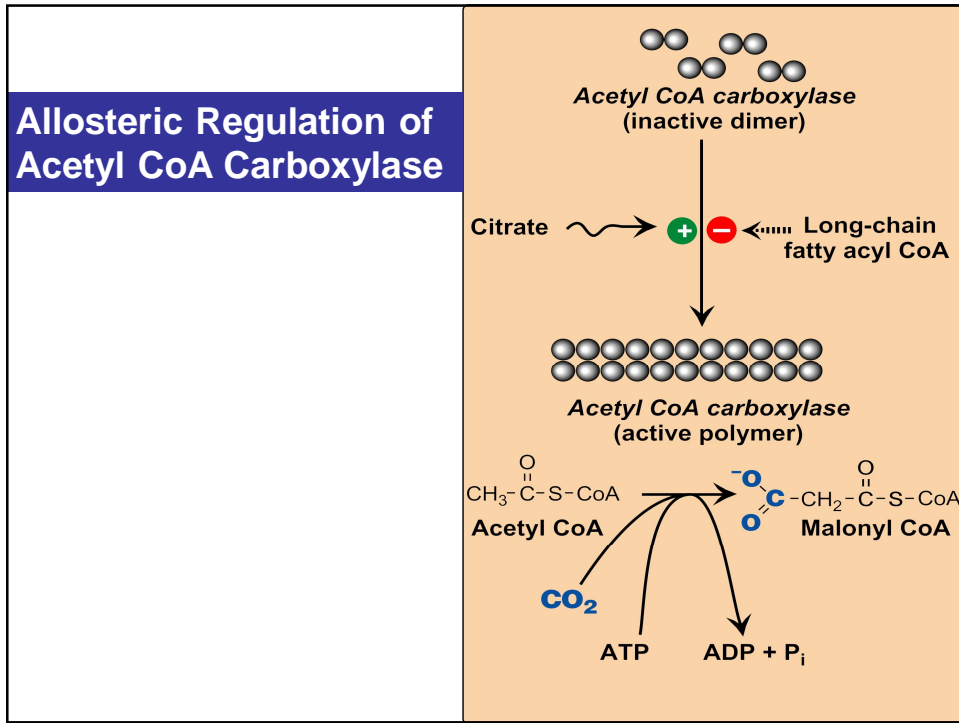 Allosteric Regulation of
Acetyl CoA Carboxylase
Acetyl CoA carboxylase
(inactive dimer)
Citrate
+
−
Long-chain
fatty acyl CoA
Acetyl CoA carboxylase
(active polymer)
O
CH₃–C–S–CoA
Acetyl CoA
⁻O
O
C–CH₂–C–S–CoA
O
Malonyl CoA
CO₂
ATP
ADP + Pᵢ